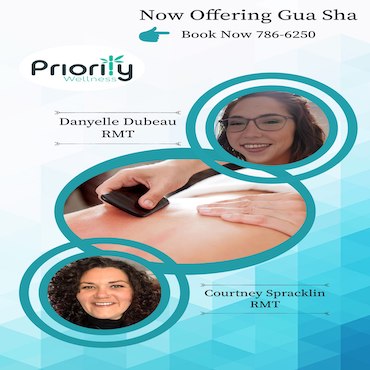 Now Offering Gua Sha
Book Now 786-6250
Priority
Wellness
Danyelle Dubeau
RMT
Courtney Spracklin
RMT